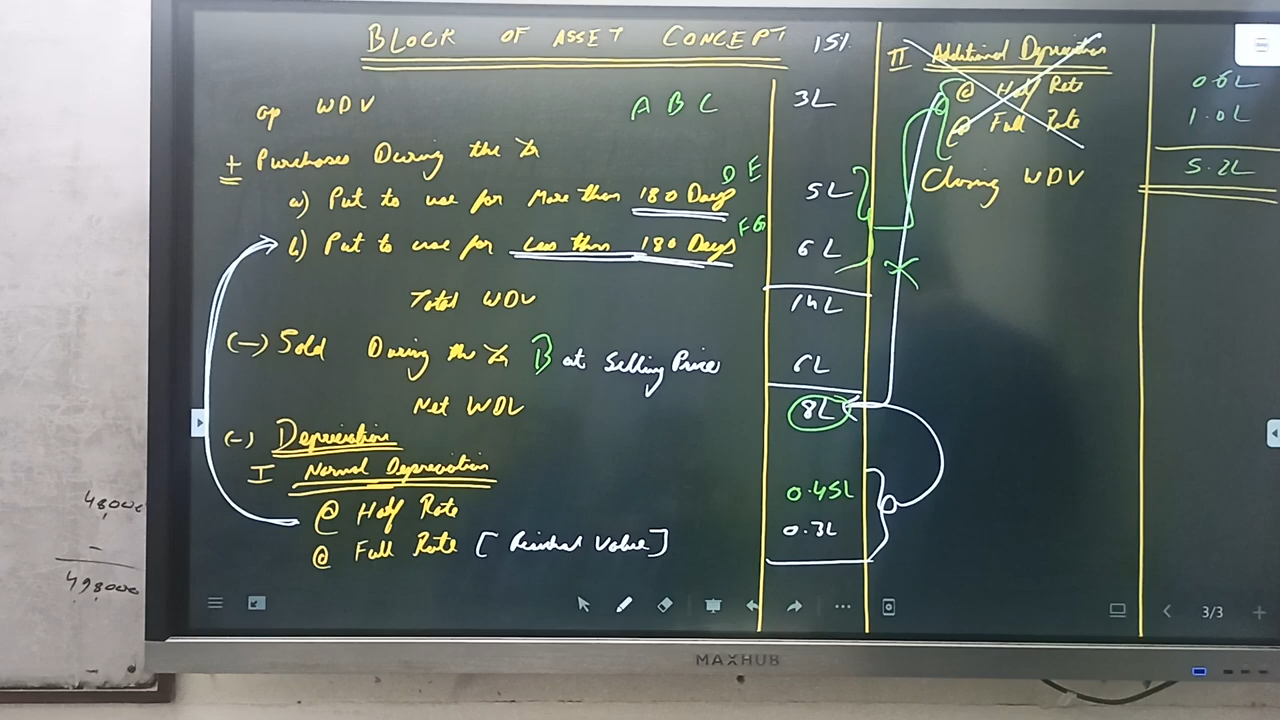 BLOCK OF ASSET CONCEPT 15%
op WDV A B C 3L
+ Purchases During the Yr
D E
a) Put to use for More than 180 Days 5L
F G
b) Put to use for Less than 180 Days 6L
Total WDV 14L
(-) Sold During the Yr B at Selling Price 6L
Net WDV 8L
(-) Depreciation
I Normal Depreciation
@ Half Rate 0.45L
@ Full Rate [Residual Value] 0.3L
II Additional Depreciation
@ Half Rate 0.6L
@ Full Rate 1.0L
Closing WDV 5.2L
48000
-
498000
3/3
MAXHUB